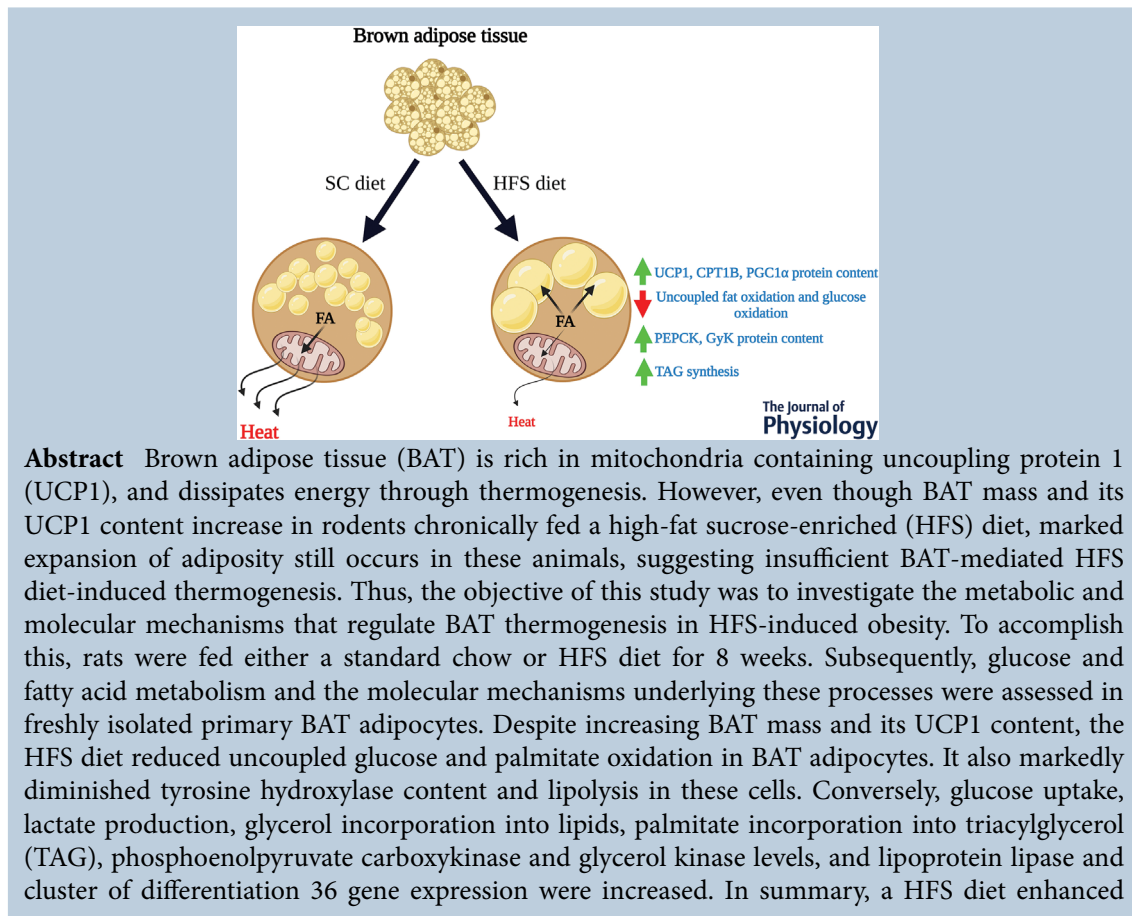 Brown adipose tissue
SC diet
HFS diet
FA
Heat
FA
Heat
UCP1, CPT1B, PGC1α protein content
Uncoupled fat oxidation and glucose
oxidation
PEPCK, GyK protein content
TAG synthesis
The Journal of
Physiology
Abstract Brown adipose tissue (BAT) is rich in mitochondria containing uncoupling protein 1
(UCP1), and dissipates energy through thermogenesis. However, even though BAT mass and its
UCP1 content increase in rodents chronically fed a high-fat sucrose-enriched (HFS) diet, marked
expansion of adiposity still occurs in these animals, suggesting insufficient BAT-mediated HFS
diet-induced thermogenesis. Thus, the objective of this study was to investigate the metabolic and
molecular mechanisms that regulate BAT thermogenesis in HFS-induced obesity. To accomplish
this, rats were fed either a standard chow or HFS diet for 8 weeks. Subsequently, glucose and
fatty acid metabolism and the molecular mechanisms underlying these processes were assessed in
freshly isolated primary BAT adipocytes. Despite increasing BAT mass and its UCP1 content, the
HFS diet reduced uncoupled glucose and palmitate oxidation in BAT adipocytes. It also markedly
diminished tyrosine hydroxylase content and lipolysis in these cells. Conversely, glucose uptake,
lactate production, glycerol incorporation into lipids, palmitate incorporation into triacylglycerol
(TAG), phosphoenolpyruvate carboxykinase and glycerol kinase levels, and lipoprotein lipase and
cluster of differentiation 36 gene expression were increased. In summary, a HFS diet enhanced